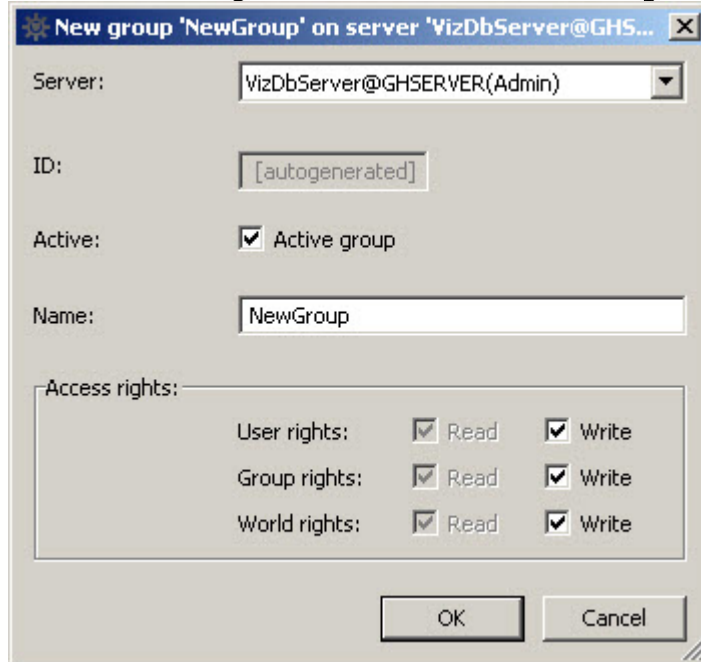 New group 'NewGroup' on server 'VizDbServer@GHS...
Server: VizDbServer@GHSERVER(Admin)
ID: [autogenerated]
Active: Active group
Name: NewGroup
Access rights:
User rights: Read Write
Group rights: Read Write
World rights: Read Write
OK Cancel